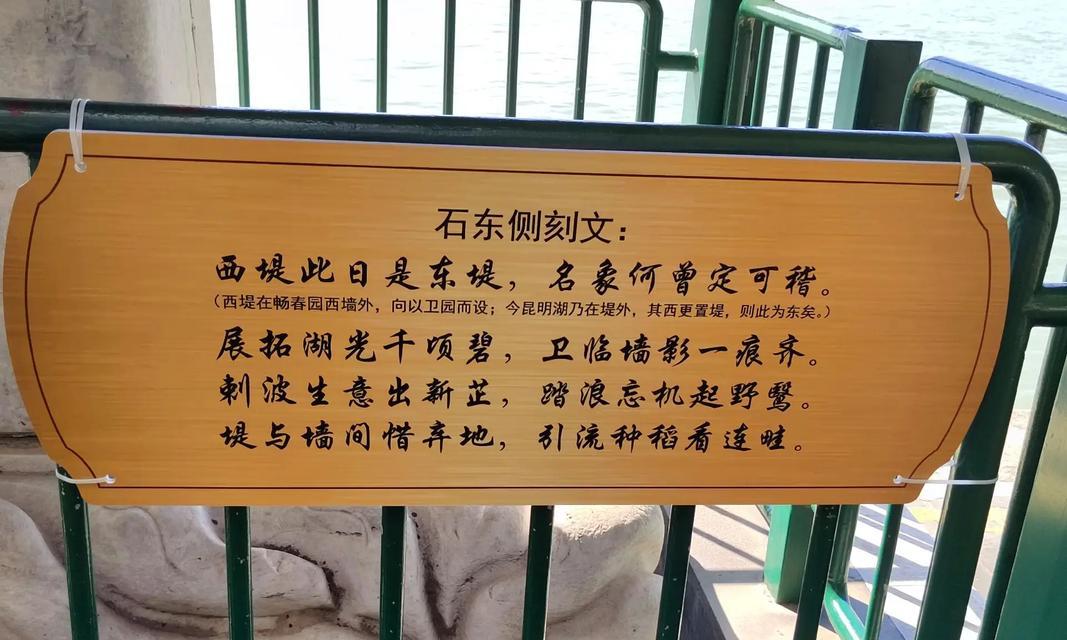 石东侧刻文：
西堤此日是东堤，名象何曾定可稽。
（西堤在畅春园西墙外，向以卫园而设；今昆明湖乃在堤外，其西更置堤，则此为东矣。）
展拓湖光千顷碧，卫临墙影一痕齐。
刺波生意出新芷，踏浪忘机起野鹥。
堤与墙间惜弃地，引流种稻看连畦。